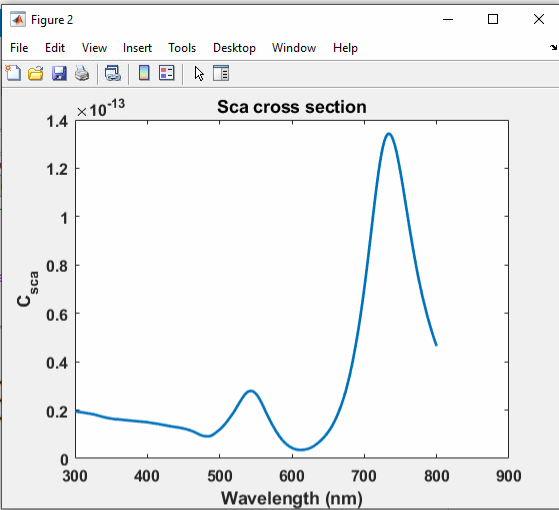 Figure 2
File Edit View Insert Tools Desktop Window Help
×10-13
Sca cross section
1.4
1.2
1
0.8
0.6
0.4
0.2
0
Csca
300 400 500 600 700 800 900
Wavelength (nm)